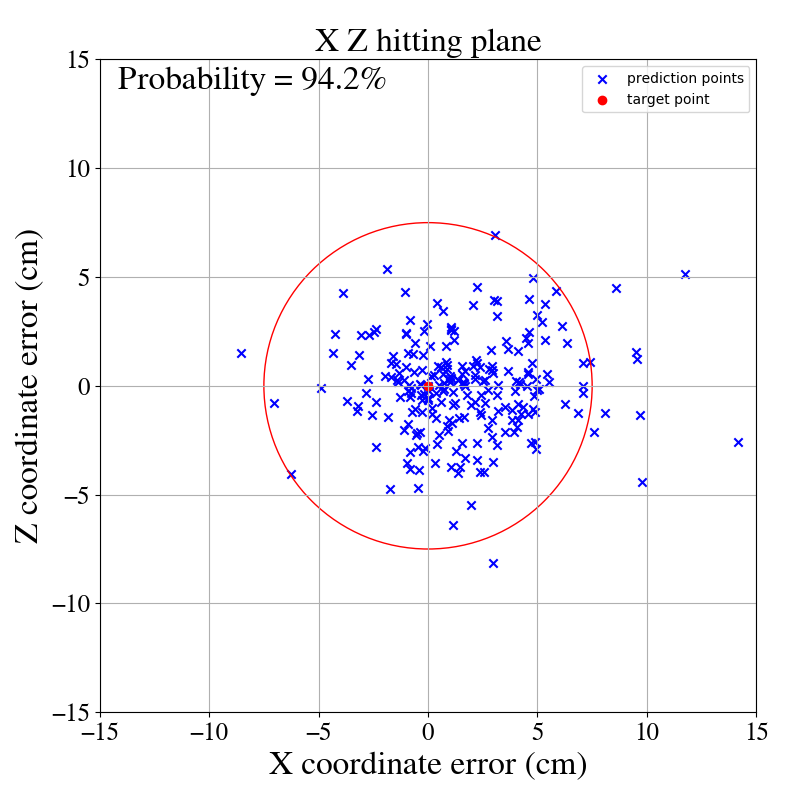 X Z hitting plane
Probability = 94.2%
prediction points
target point
15
10
5
0
−5
−10
−15
Z coordinate error (cm)
−15 −10 −5 0 5 10 15
X coordinate error (cm)